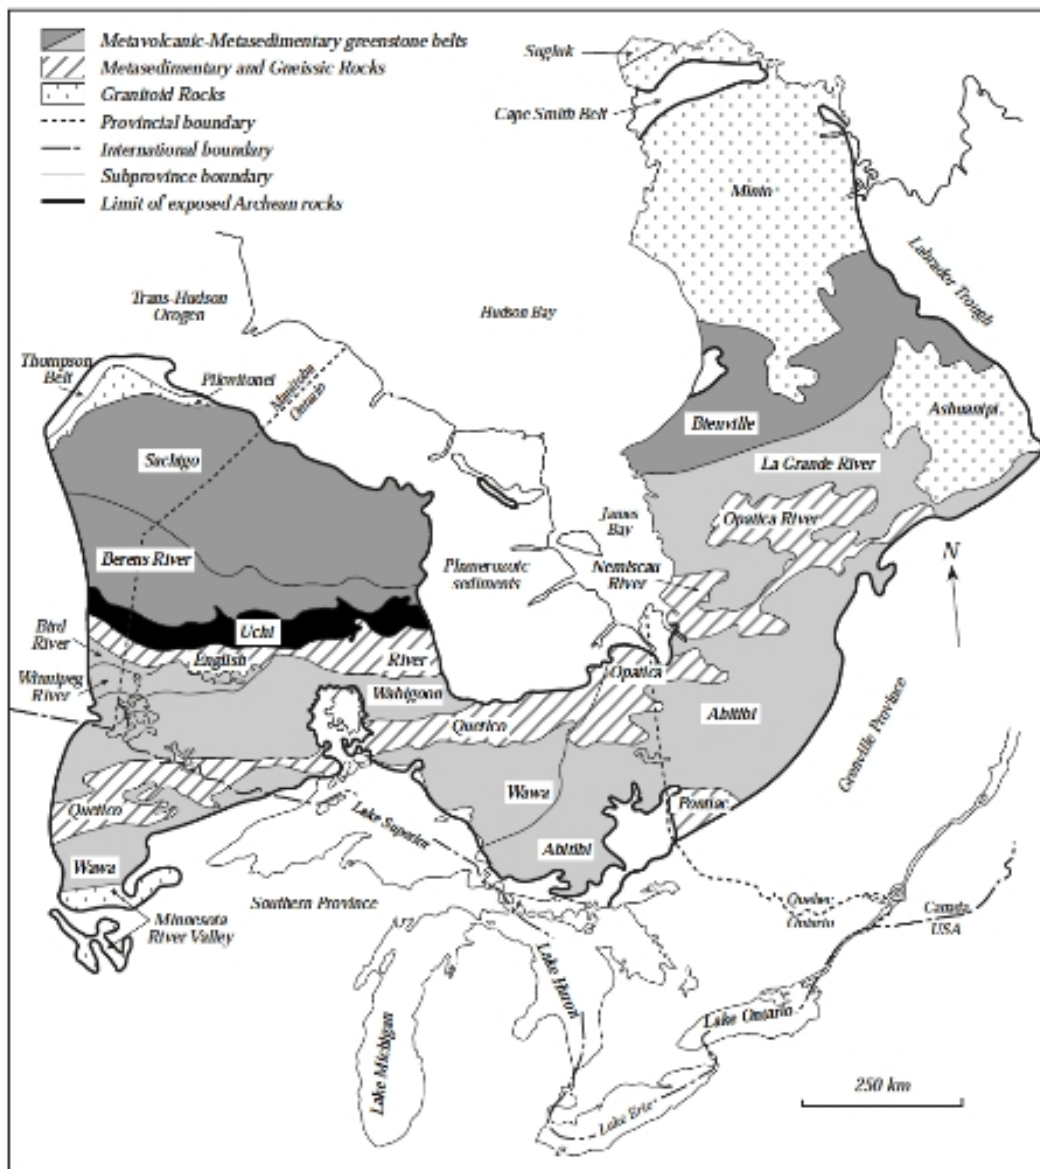 Metavolcanic-Metasedimentary greenstone belts
Metasedimentary and Gneissic Rocks
Granitoid Rocks
Provincial boundary
International boundary
Subprovince boundary
Limit of exposed Archean rocks
Sugluk
Cape Smith Belt
Minto
Labrador Trough
Trans-Hudson
Orogen
Hudson Bay
Thompson
Belt
Pikwitonei
Manitoba
Ontario
Sachigo
Bienville
Ashuanipi
La Grande River
Opatica River
James
Bay
Nemiscau
River
N
Berens River
Phanerozoic
sediments
Uchi
Bird
River
English
River
Winnipeg
River
Wabigoon
Opatica
Quetico
Abitibi
Grenville Province
Wawa
Pontiac
Quetico
Lake Superior
Abitibi
Wawa
Southern Province
Minnesota
River Valley
Quebec
Ontario
Canada
USA
Lake Huron
Lake Ontario
Lake Michigan
Lake Erie
250 km